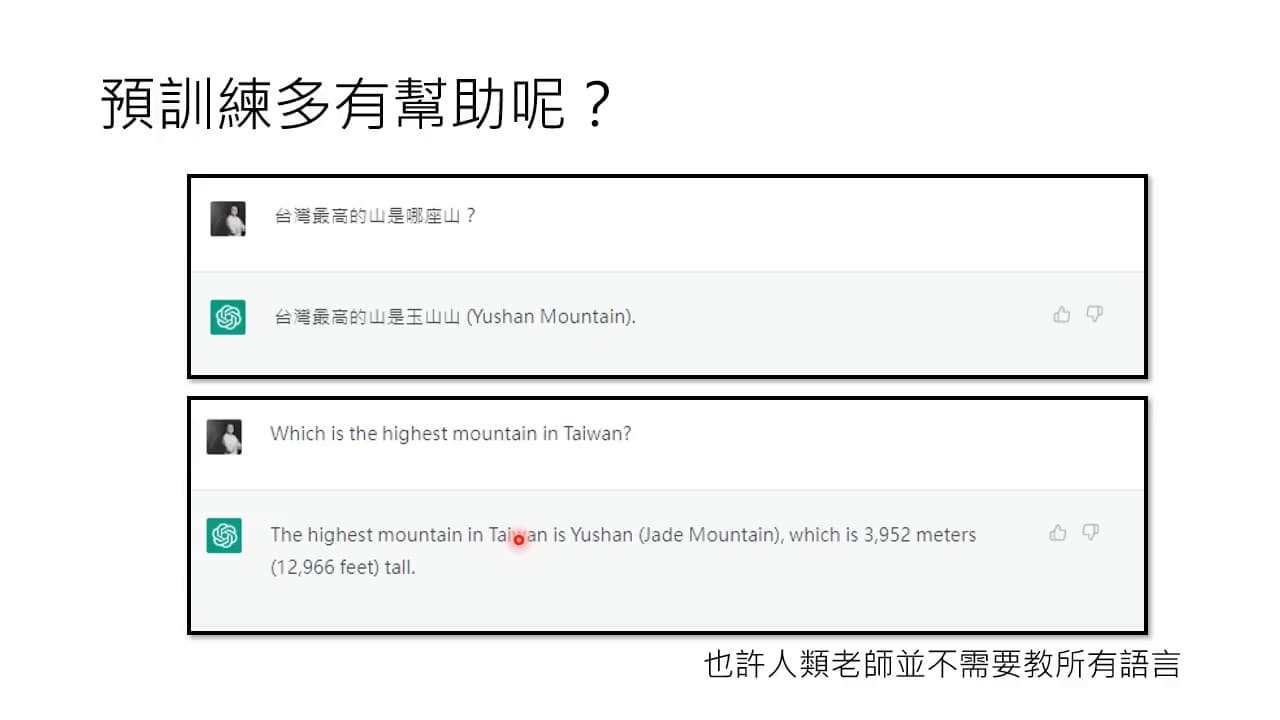 預訓練多有幫助呢？
台灣最高的山是哪座山？
台灣最高的山是玉山山 (Yushan Mountain).
Which is the highest mountain in Taiwan?
The highest mountain in Taiwan is Yushan (Jade Mountain), which is 3,952 meters
(12,966 feet) tall.
也許人類老師並不需要教所有語言